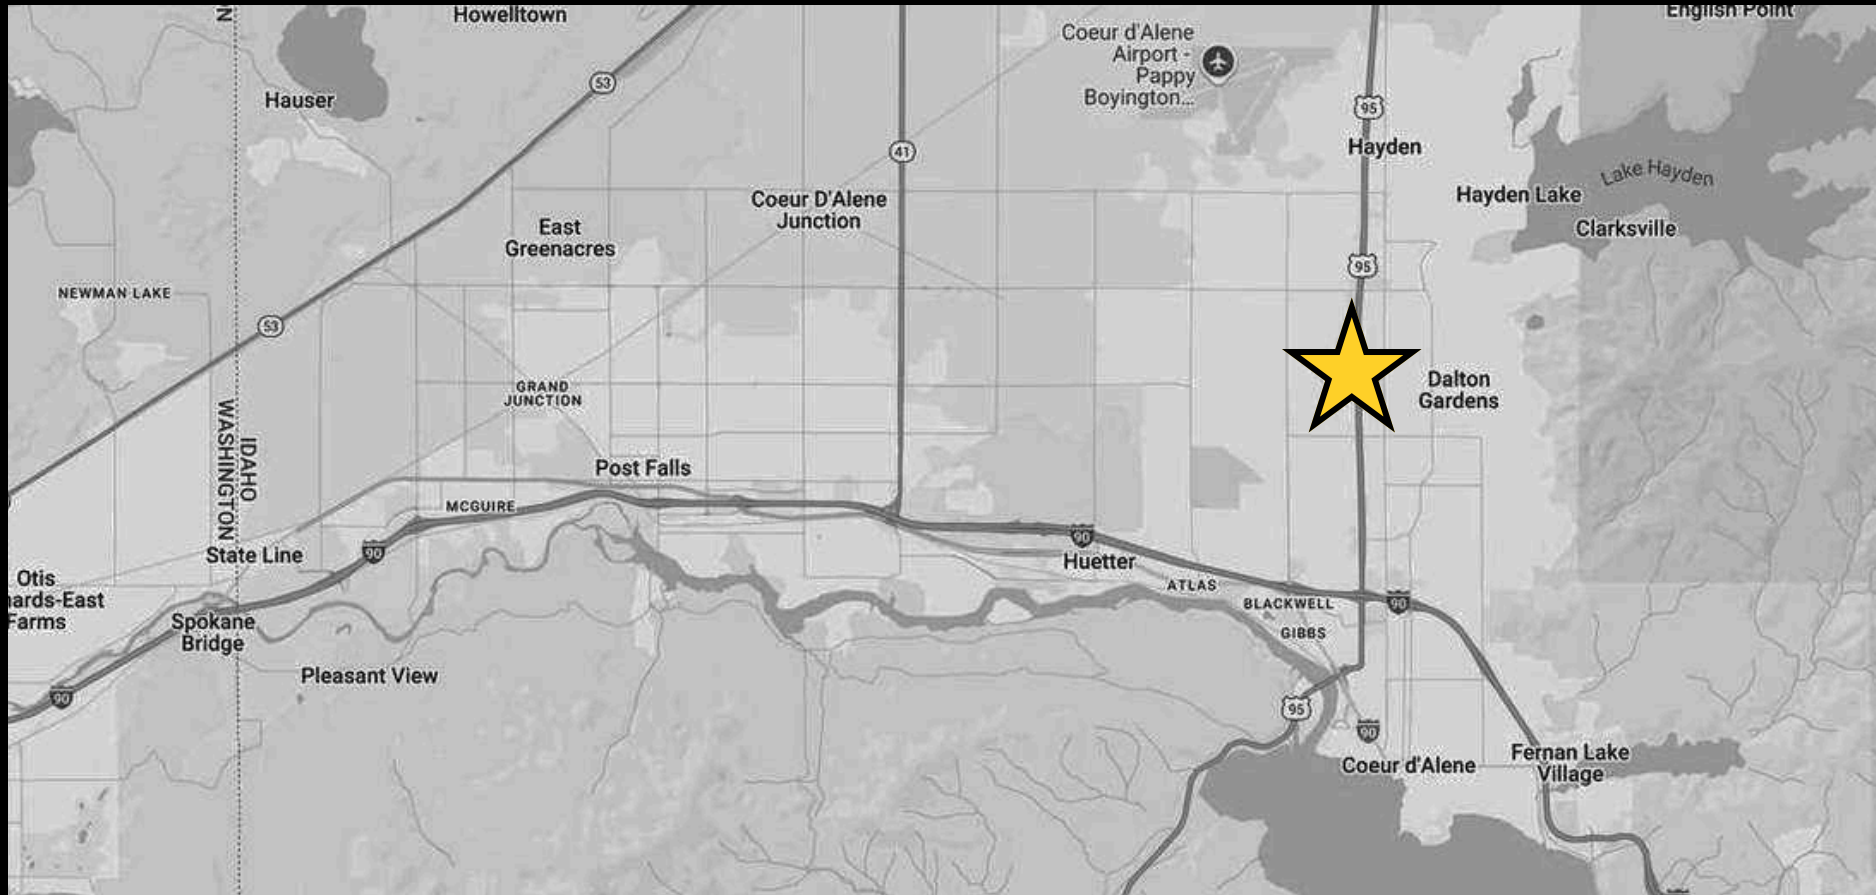 N
Howelltown
English Point
Coeur d'Alene
Airport -
Pappy
Boyington...
Hauser
53
95
Hayden
41
Hayden Lake
Lake Hayden
Clarksville
Coeur D'Alene
Junction
East
Greenacres
NEWMAN LAKE
95
53
GRAND
JUNCTION
Dalton
Gardens
WASHINGTON
IDAHO
Post Falls
MCGUIRE
State Line
90
90
Huetter
Otis
hards-East
Farms
ATLAS
BLACKWELL
90
Spokane
Bridge
GIBBS
Pleasant View
90
95
90
Coeur d'Alene
Fernan Lake
Village